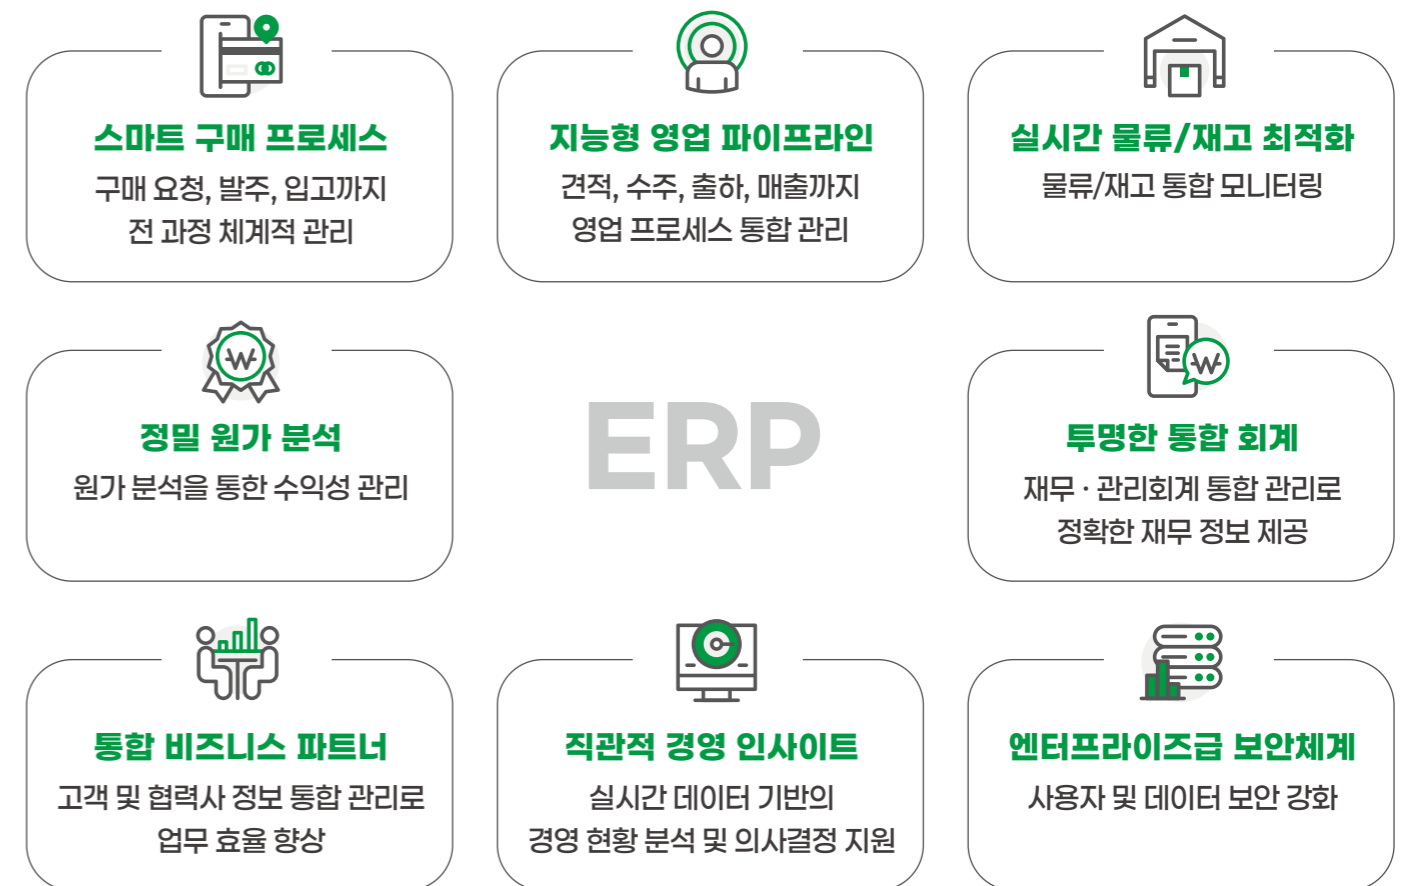 스마트 구매 프로세스
구매 요청, 발주, 입고까지
전 과정 체계적 관리
지능형 영업 파이프라인
견적, 수주, 출하, 매출까지
영업 프로세스 통합 관리
실시간 물류/재고 최적화
물류/재고 통합 모니터링
정밀 원가 분석
원가 분석을 통한 수익성 관리
ERP
투명한 통합 회계
재무 · 관리회계 통합 관리로
정확한 재무 정보 제공
통합 비즈니스 파트너
고객 및 협력사 정보 통합 관리로
업무 효율 향상
직관적 경영 인사이트
실시간 데이터 기반의
경영 현황 분석 및 의사결정 지원
엔터프라이즈급 보안체계
사용자 및 데이터 보안 강화